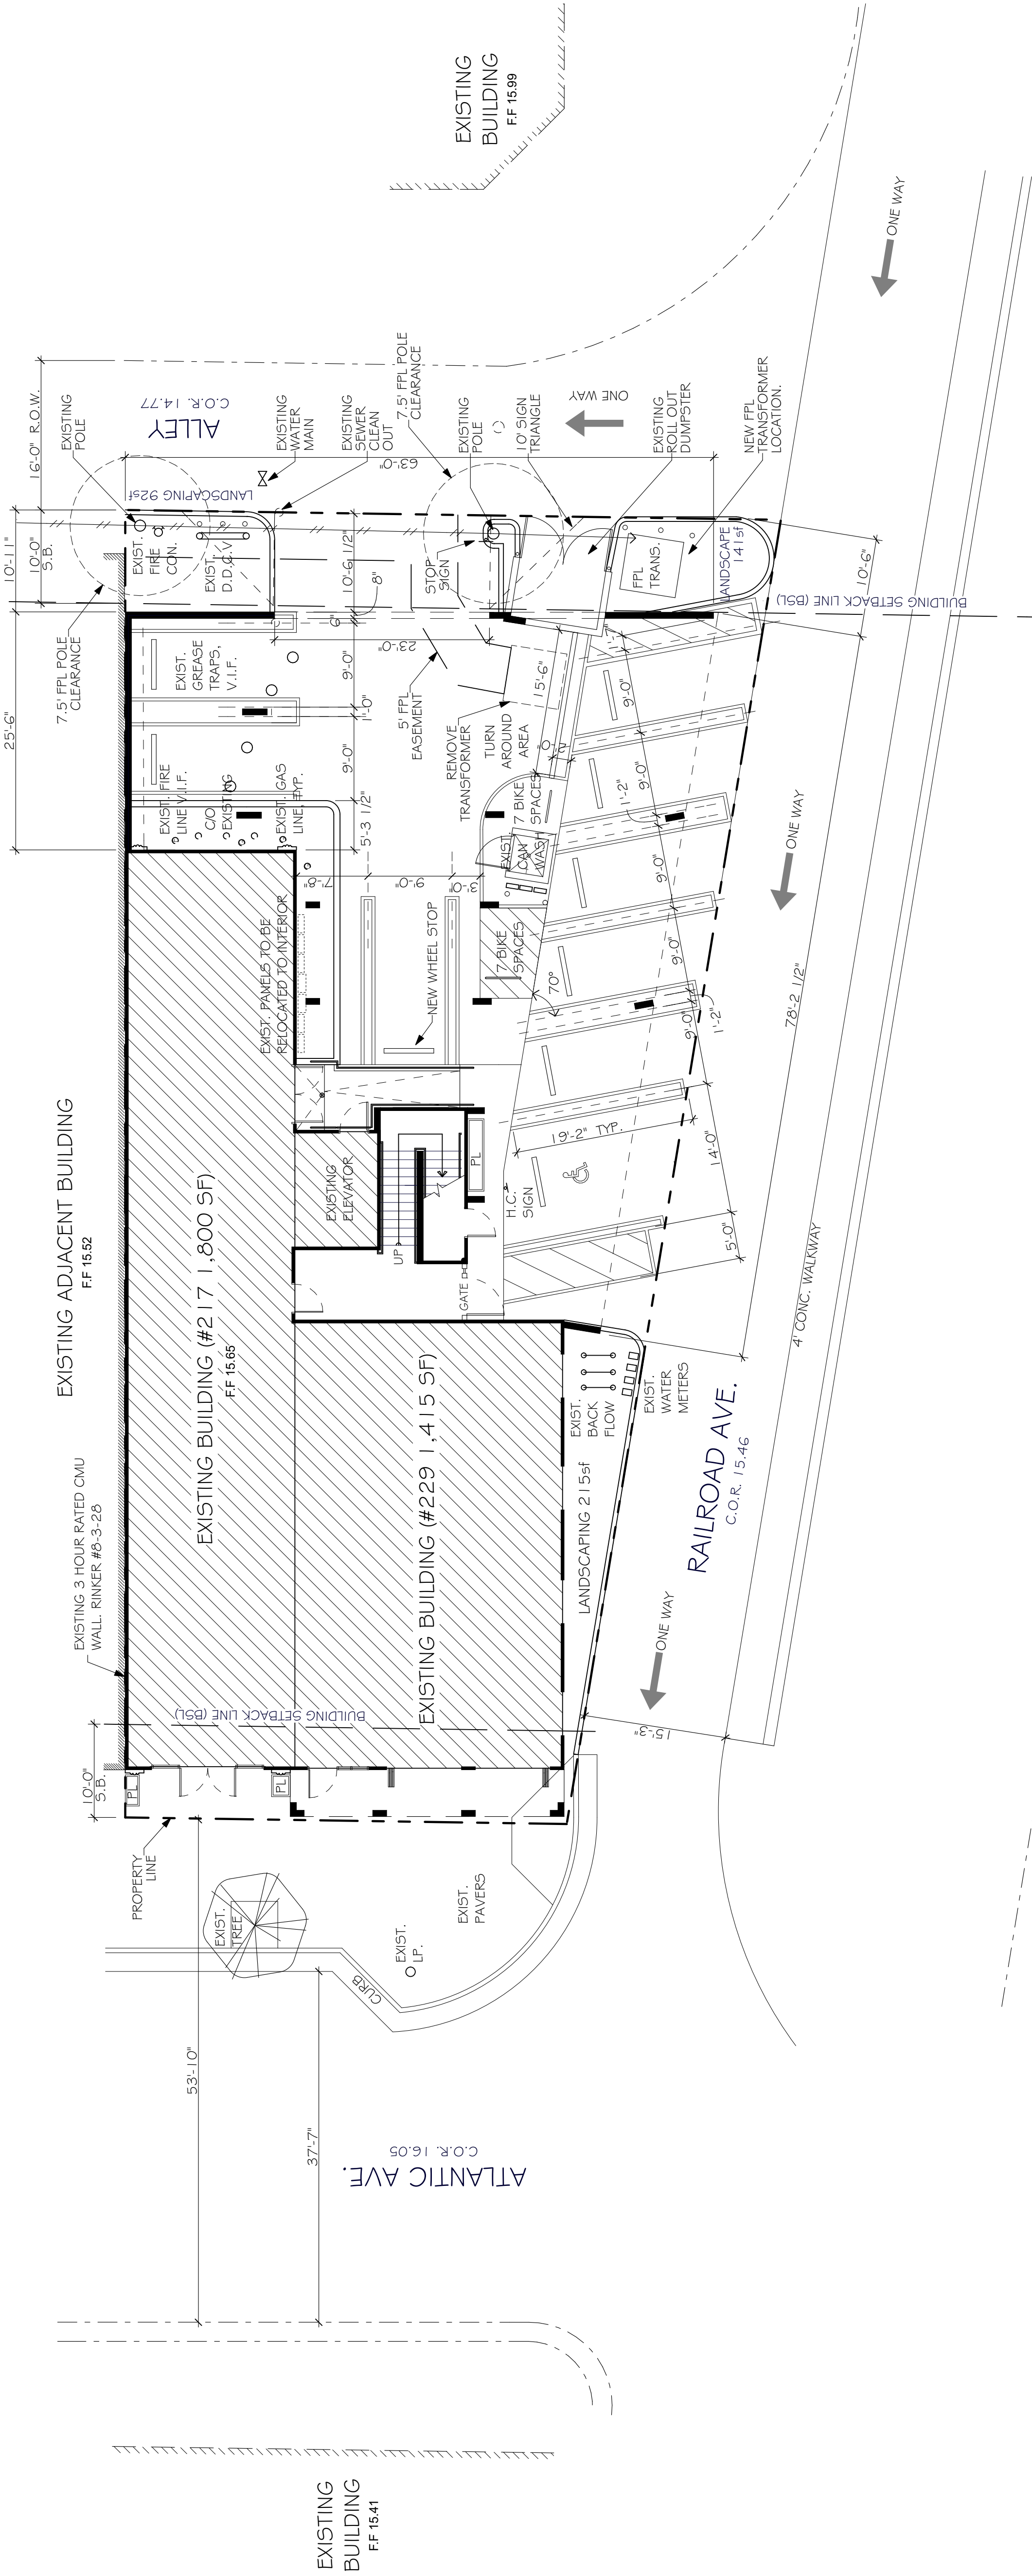 EXISTING
BUILDING
F.F 15.99
ONE WAY
16'-0" R.O.W.
EXISTING
POLE
ALLEY
C.O.R. 14.77
EXISTING
WATER
MAIN
EXISTING
SEWER
CLEAN
OUT
63'-0"
7.5' FPL POLE
CLEARANCE
EXISTING
POLE
ONE WAY
10' SIGN
TRIANGLE
EXISTING
ROLL OUT
DUMPSTER
NEW FPL
TRANSFORMER
LOCATION.
10'-11"
10'-0"
S.B.
LANDSCAPING 92sf
EXIST.
FIRE
CON.
EXIST.
D.D.C.V.
10'-6 1/2"
8"
STOP
SIGN
FPL
TRANS.
LANDSCAPE
141sf
10'-6"
BUILDING SETBACK LINE (BSL)
7.5' FPL POLE
CLEARANCE
25'-6"
EXIST.
GREASE
TRAPS,
V.I.F.
9"
9'-0"
1'-0"
9'-0"
23'-0"
5' FPL
EASEMENT
REMOVE
TRANSFORMER
15'-6"
TURN
AROUND
AREA
EXIST. FIRE
LINE V.I.F.
C/O
EXISTING
EXIST. GAS
LINE, TYP.
5'-3 1/2"
7 BIKE
SPACES
EXIST.
CAN
WASH
9'-0"
9'-0"
1'-2"
9'-0"
ONE WAY
7'-8"
9'-0"
3'-0"
EXIST. PANELS TO BE
RELOCATED TO INTERIOR
NEW WHEEL STOP
7 BIKE
SPACES
70°
9'-0"
9'-0"
1'-2"
78'-2 1/2"
EXISTING ADJACENT BUILDING
F.F 15.52
EXISTING BUILDING (#217 1,800 SF)
F.F 15.65
EXISTING
ELEVATOR
UP
PL
H.C.
SIGN
19'-2" TYP.
14'-0"
5'-0"
GATE
4' CONC. WALKWAY
EXISTING 3 HOUR RATED CMU
WALL. RINKER #8-3-28
EXISTING BUILDING (#229 1,415 SF)
EXIST.
BACK
FLOW
EXIST.
WATER
METERS
LANDSCAPING 215sf
RAILROAD AVE.
C.O.R. 15.46
ONE WAY
BUILDING SETBACK LINE (BSL)
15'-3"
10'-0"
S.B.
PL
PL
PROPERTY
LINE
EXIST.
TREE
EXIST.
PAVERS
EXIST.
LP.
CURB
53'-10"
37'-7"
ATLANTIC AVE.
C.O.R. 16.05
EXISTING
BUILDING
F.F 15.41